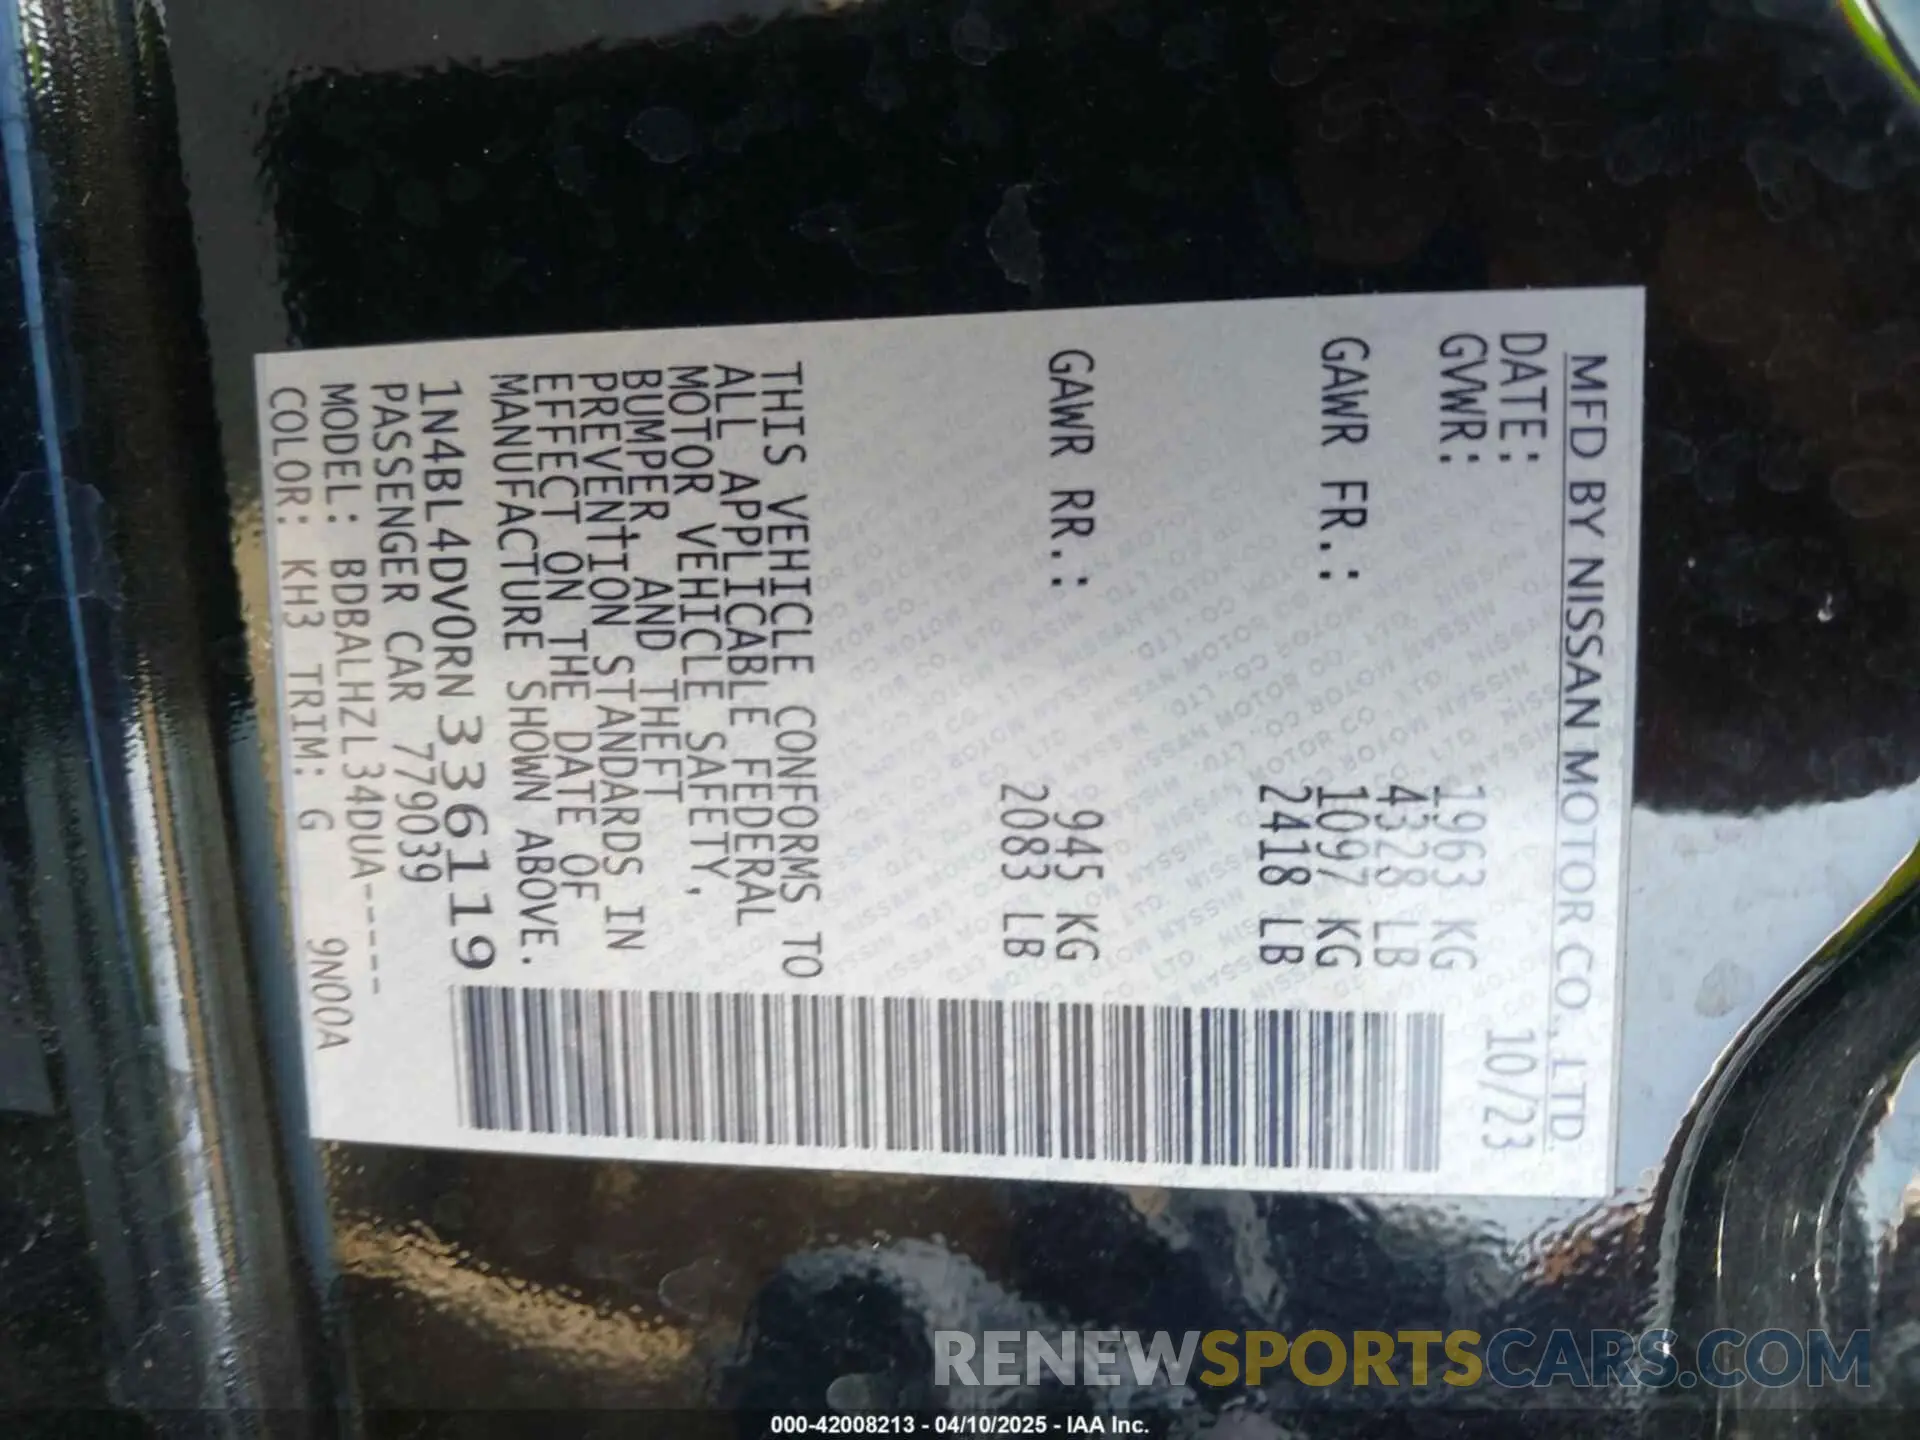 MFD BY NISSAN MOTOR CO., LTD.
DATE: 10/23
GVWR: 1963 KG
4328 LB
GAWR FR.: 1097 KG
2418 LB
GAWR RR.: 945 KG
2083 LB
THIS VEHICLE CONFORMS TO
ALL APPLICABLE FEDERAL
MOTOR VEHICLE SAFETY,
BUMPER, AND THEFT
PREVENTION STANDARDS IN
EFFECT ON THE DATE OF
MANUFACTURE SHOWN ABOVE.
1N4BL4DV0RN336119
PASSENGER CAR 779039
MODEL: BDBALHZL34DUA-----
COLOR: KH3 TRIM: G 9N00A
RENEWSPORTSCARS.COM
000-42008213 - 04/10/2025 - IAA Inc.